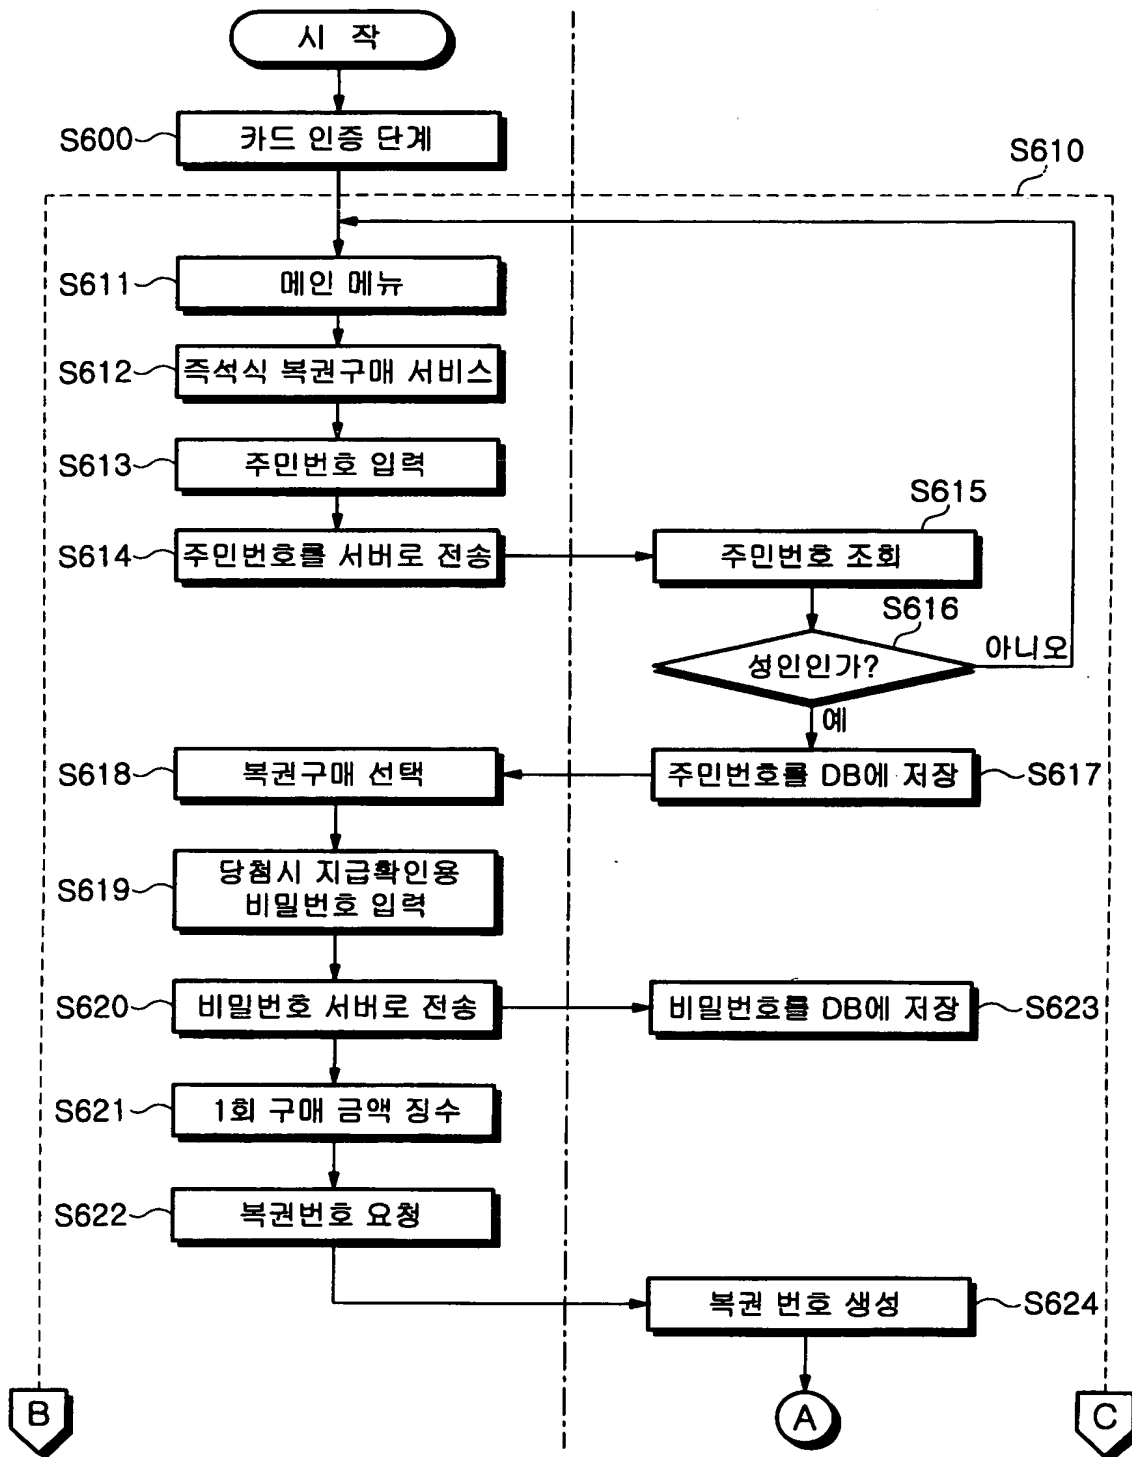 시 작
S600
카드 인증 단계
S610
S611
메인 메뉴
S612
즉석식 복권구매 서비스
S613
주민번호 입력
S614
주민번호를 서버로 전송
S615
주민번호 조회
S616
성인인가?
아니오
예
S618
복권구매 선택
주민번호를 DB에 저장
S617
S619
당첨시 지급확인용
비밀번호 입력
S620
비밀번호 서버로 전송
비밀번호를 DB에 저장
S623
S621
1회 구매 금액 징수
S622
복권번호 요청
복권 번호 생성
S624
B
A
C